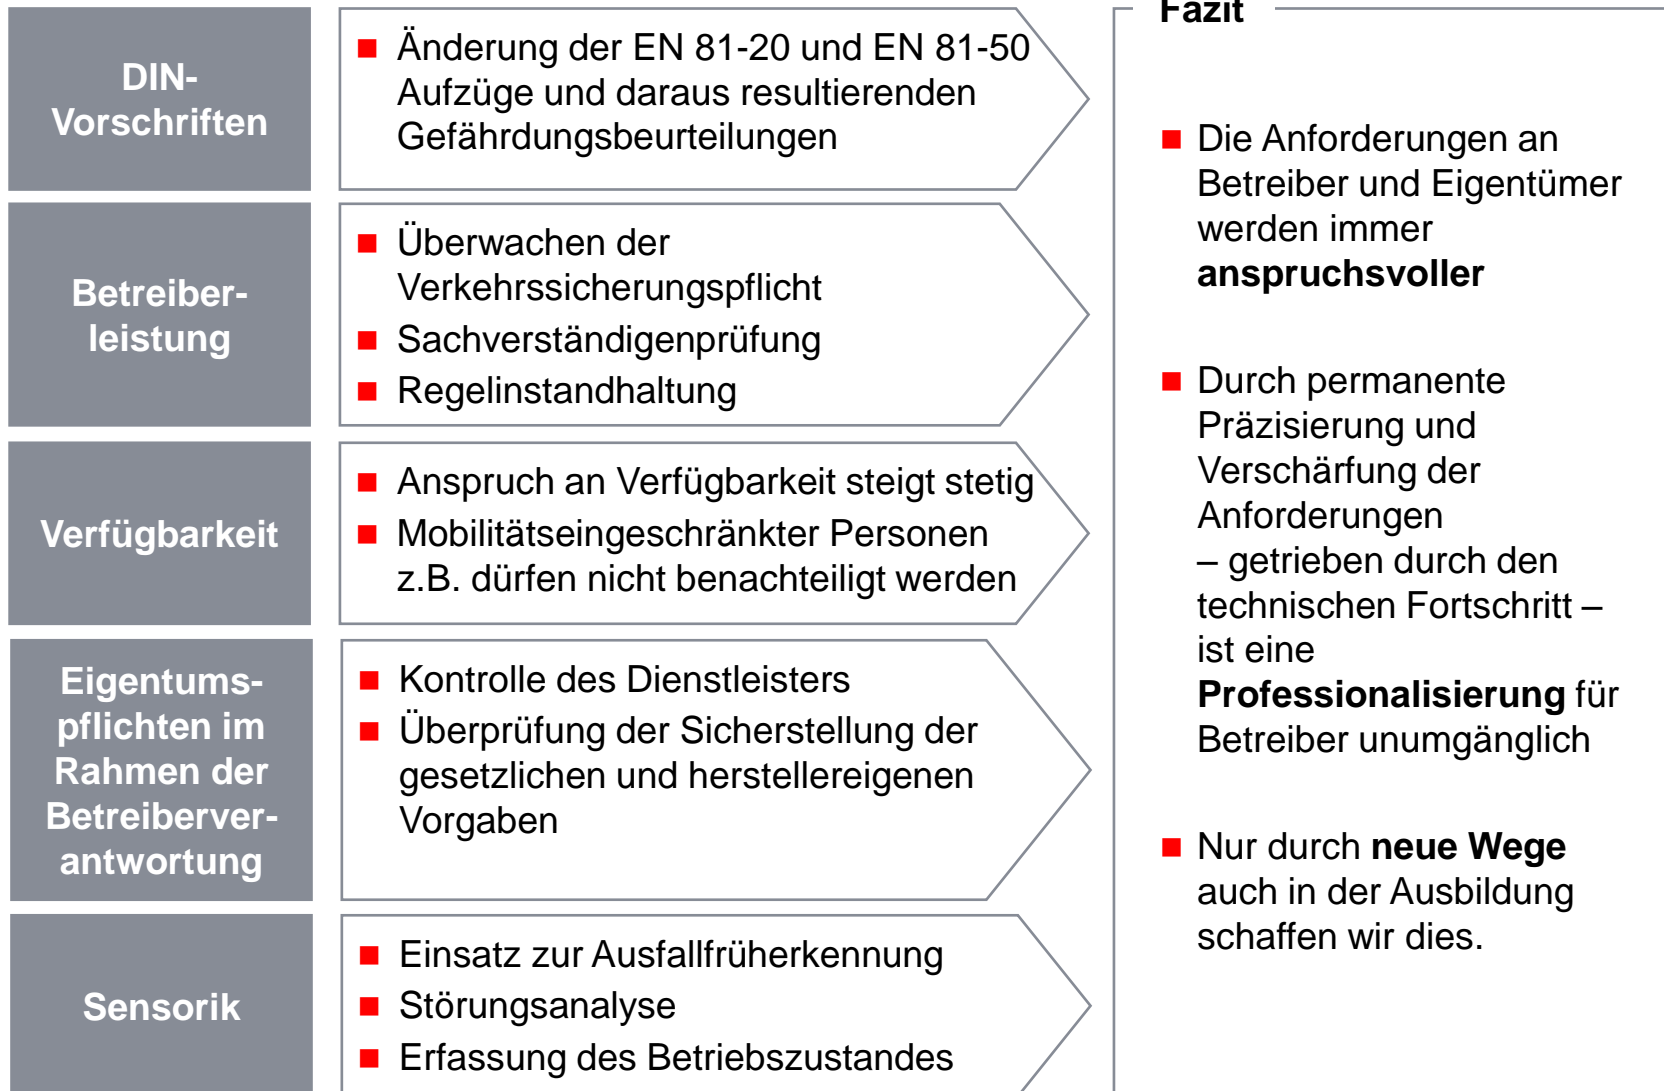 DIN-
Vorschriften
Änderung der EN 81-20 und EN 81-50
Aufzüge und daraus resultierenden
Gefährdungsbeurteilungen
Betreiber-
leistung
Überwachen der
Verkehrssicherungspflicht
Sachverständigenprüfung
Regelinstandhaltung
Verfügbarkeit
Anspruch an Verfügbarkeit steigt stetig
Mobilitätseingeschränkter Personen
z.B. dürfen nicht benachteiligt werden
Eigentums-
pflichten im
Rahmen der
Betreiberver-
antwortung
Kontrolle des Dienstleisters
Überprüfung der Sicherstellung der
gesetzlichen und herstellereigenen
Vorgaben
Sensorik
Einsatz zur Ausfallfrüherkennung
Störungsanalyse
Erfassung des Betriebszustandes
Fazit
Die Anforderungen an
Betreiber und Eigentümer
werden immer
anspruchsvoller
Durch permanente
Präzisierung und
Verschärfung der
Anforderungen
– getrieben durch den
technischen Fortschritt –
ist eine
Professionalisierung für
Betreiber unumgänglich
Nur durch neue Wege
auch in der Ausbildung
schaffen wir dies.